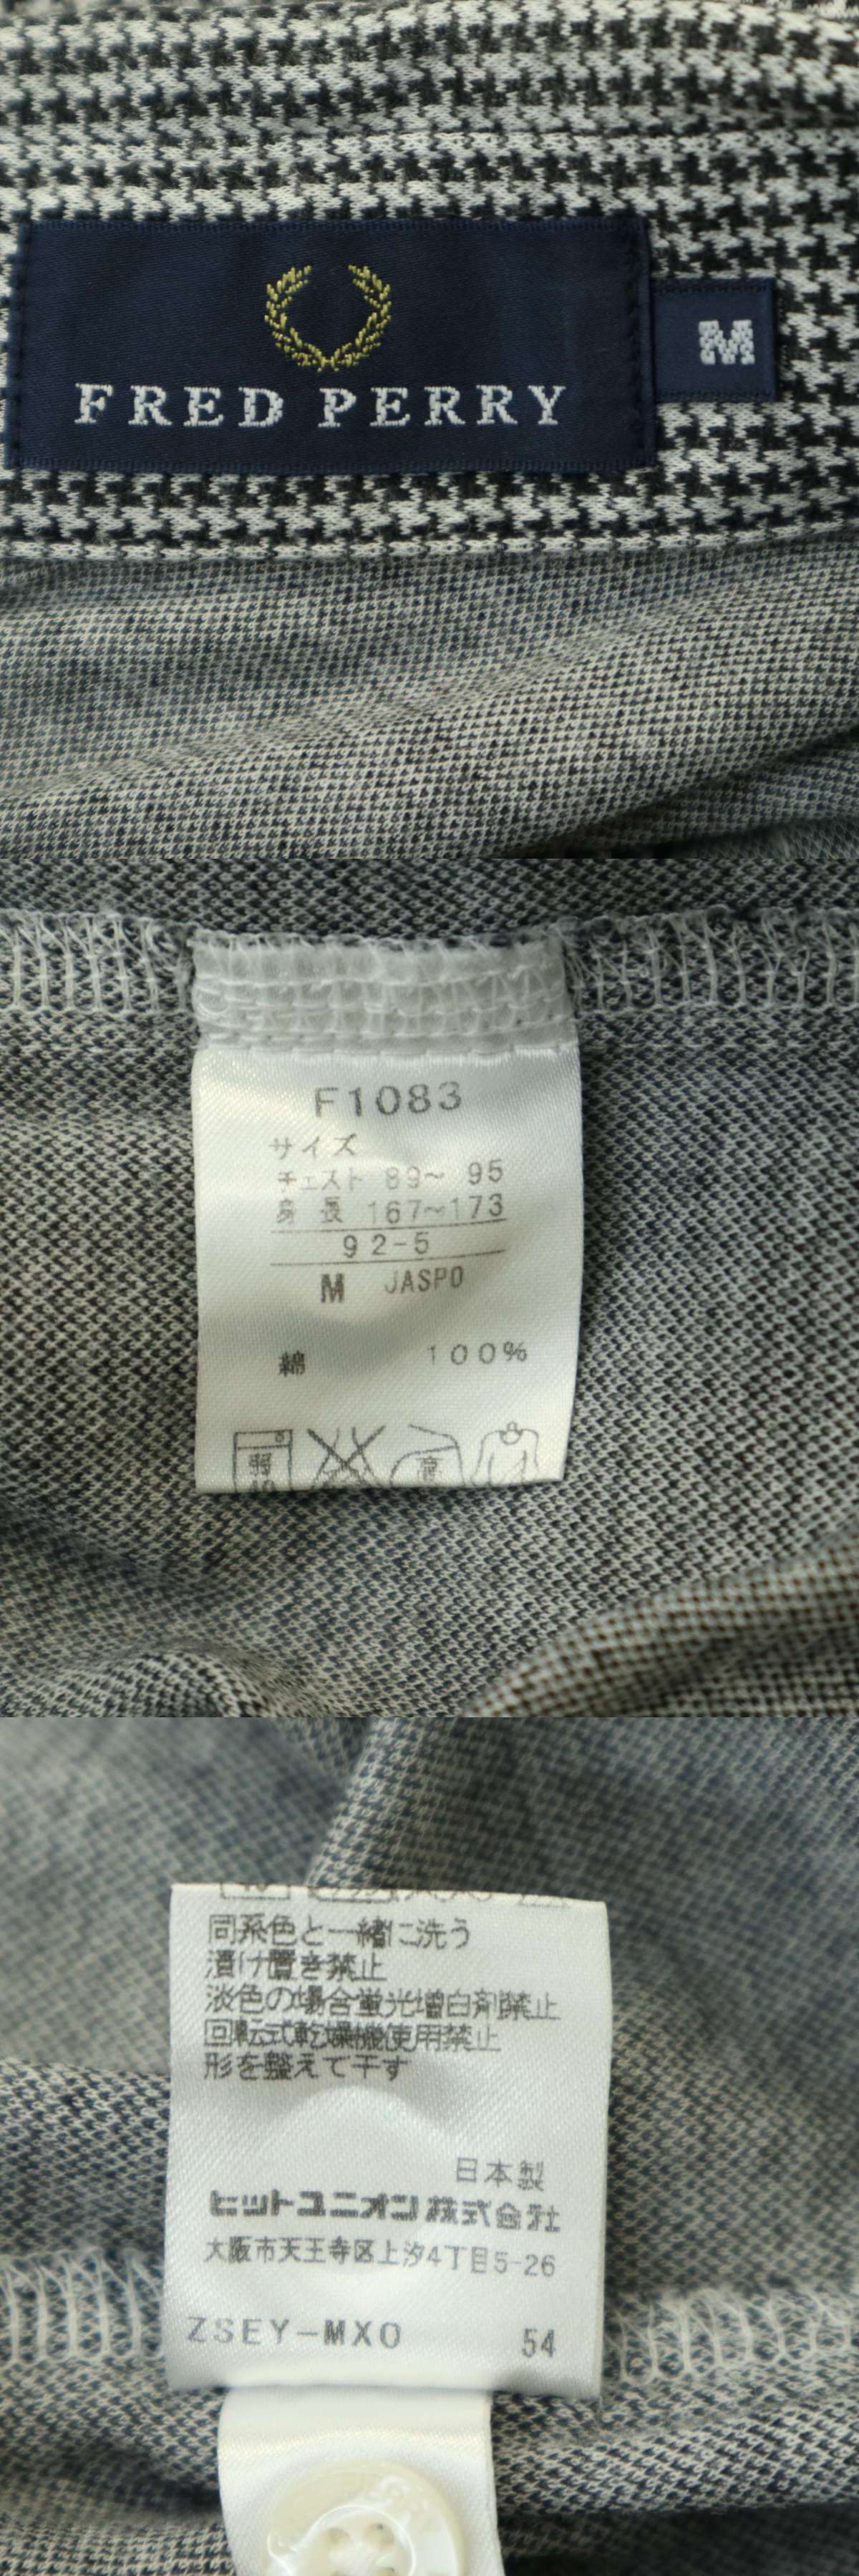 FRED PERRY
M
F1083
サイズ
チェスト 89～ 95
身 長 167～173
92-5
M JASPO
綿 100%
弱
高
同系色と一緒に洗う
漬け置き禁止
淡色の場合蛍光増白剤禁止
回転式乾燥機使用禁止
形を整えて干す
日本製
ヒットユニオン株式会社
大阪市天王寺区上汐4丁目5-26
ZSEY-MX0 54